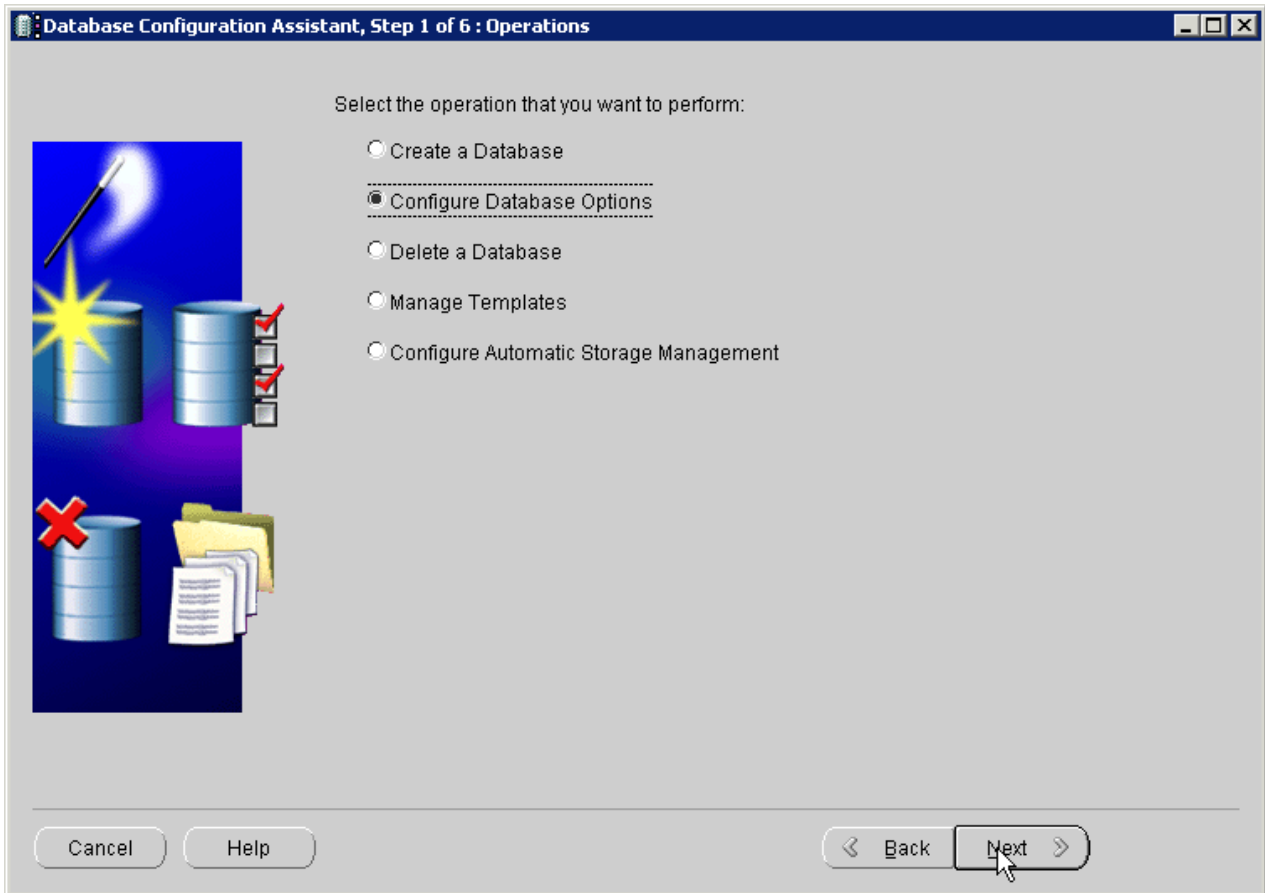 Database Configuration Assistant, Step 1 of 6 : Operations
Select the operation that you want to perform:
Create a Database
Configure Database Options
Delete a Database
Manage Templates
Configure Automatic Storage Management
Cancel
Help
Back
Next